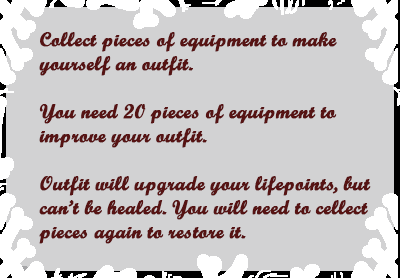 Collect pieces of equipment to make
yourself an outfit.
You need 20 pieces of equipment to
improve your outfit.
Outfit will upgrade your lifepoints, but
can't be healed. You will need to cellect
pieces again to restore it.